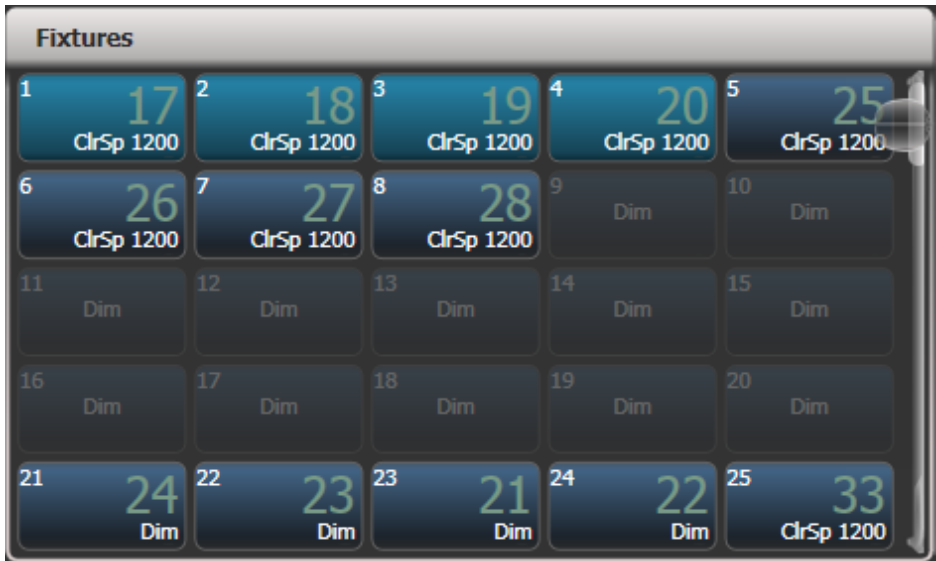 Fixtures
1 17 2 18 3 19 4 20 5 25
ClrSp 1200 ClrSp 1200 ClrSp 1200 ClrSp 1200 ClrSp 1200
6 26 7 27 8 28 9 10
ClrSp 1200 ClrSp 1200 ClrSp 1200 Dim Dim
11 12 13 14 15
Dim Dim Dim Dim Dim
16 17 18 19 20
Dim Dim Dim Dim Dim
21 24 22 23 23 21 24 22 25 33
Dim Dim Dim Dim ClrSp 1200